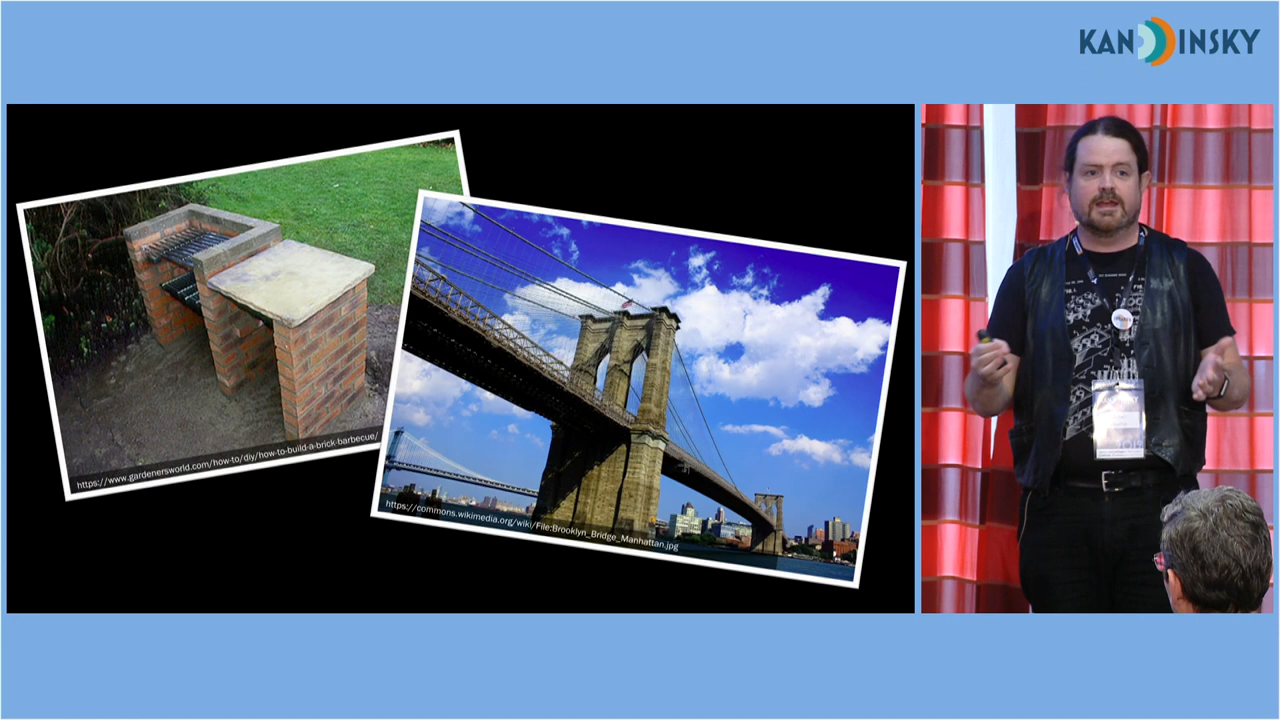 KANDINSKY
https://www.gardenersworld.com/how-to/diy/how-to-build-a-brick-barbecue/
https://commons.wikimedia.org/wiki/File:Brooklyn_Bridge_Manhattan.jpg